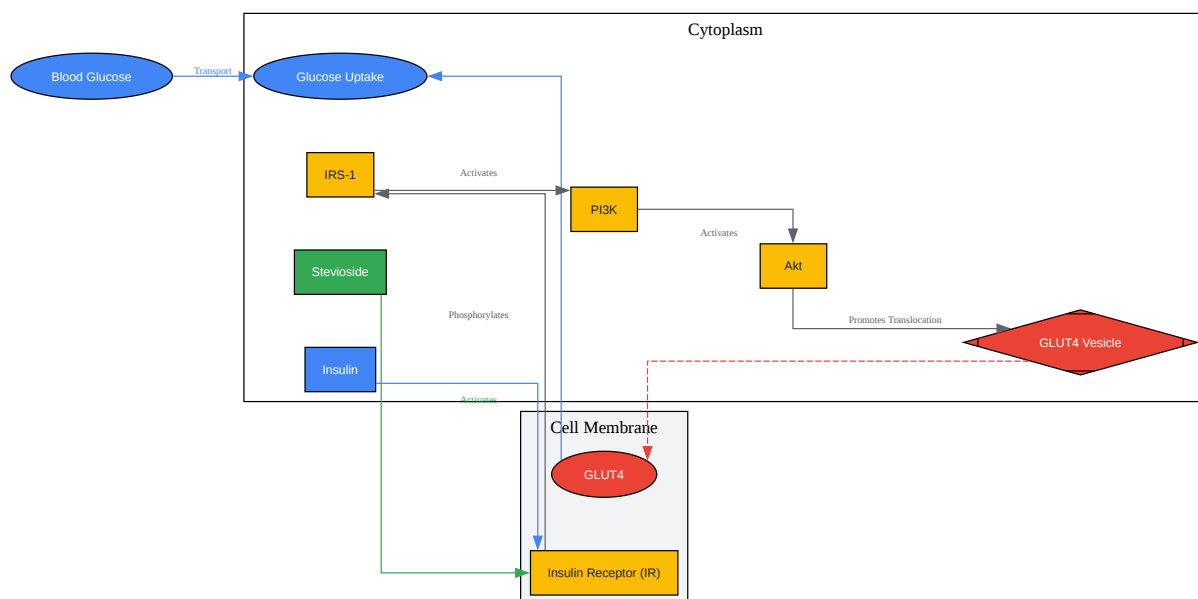 Cytoplasm
Blood Glucose
Transport
Glucose Uptake
IRS-1
Activates
PI3K
Activates
Akt
Stevioside
Phosphorylates
Promotes Translocation
GLUT4 Vesicle
Insulin
Activates
Cell Membrane
GLUT4
Insulin Receptor (IR)